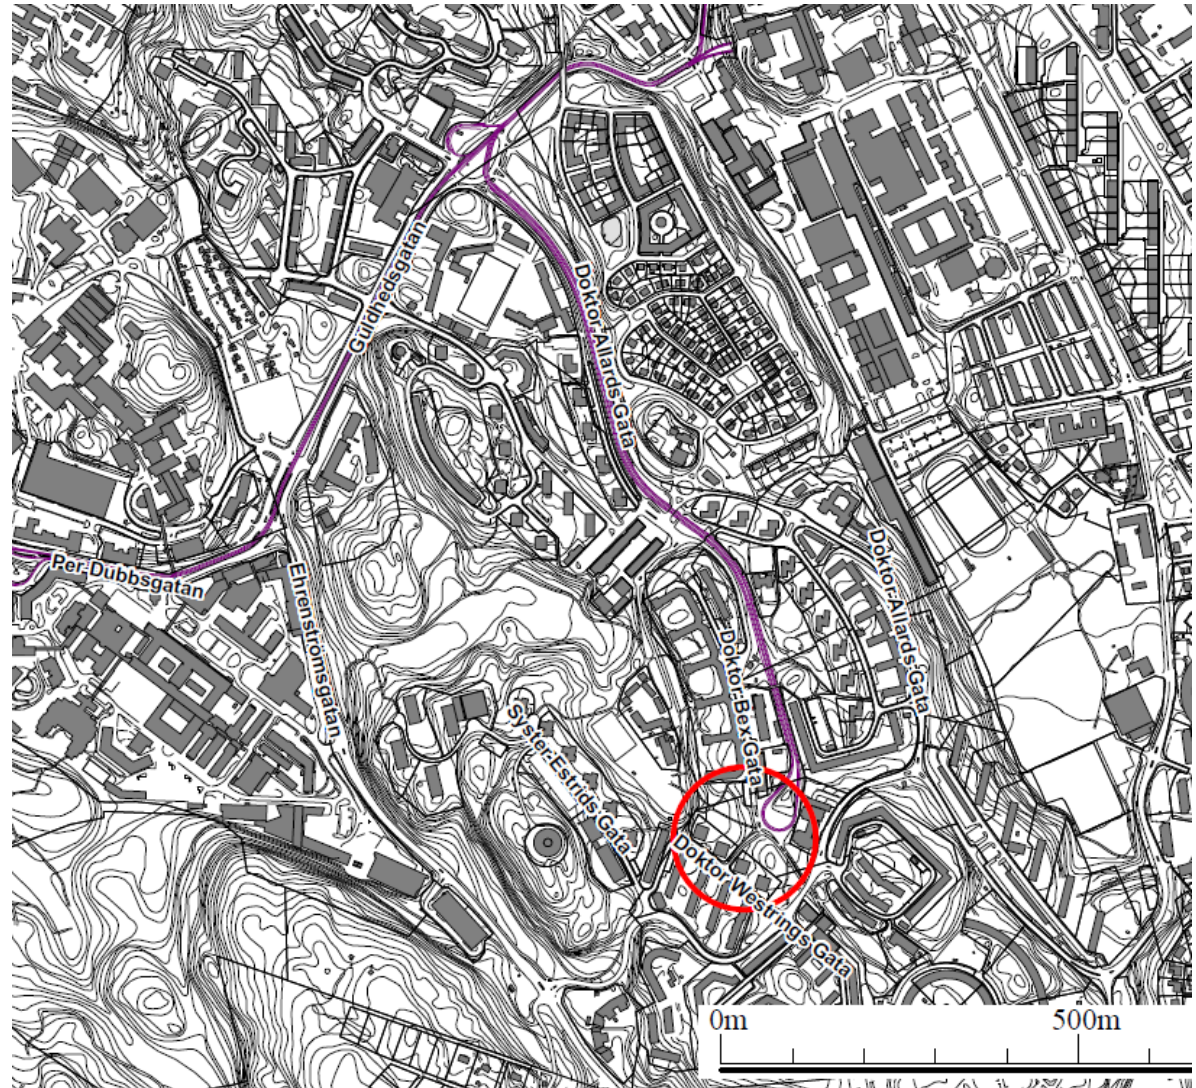 Guldhedsgatan
Doktor Allards Gata
Doktor Allards Gata
Per Dubbsgatan
Ehrenströmsgatan
Doktor Bex Gata
Syster Estrids Gata
Doktor Westrings Gata
0m 500m